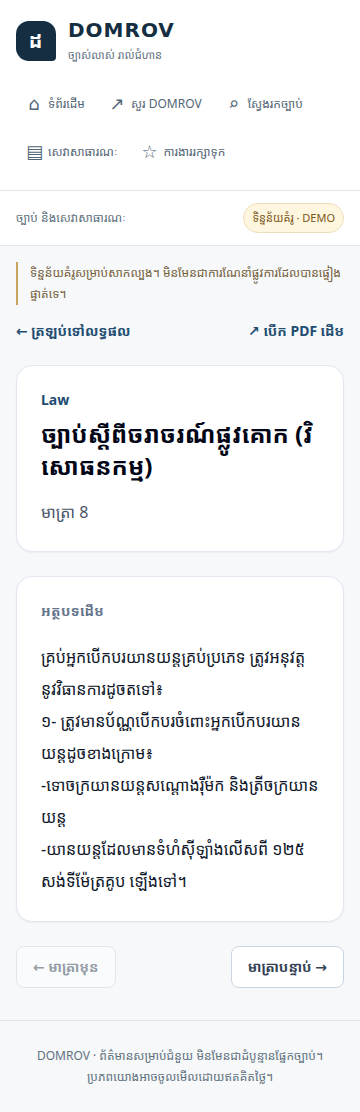 ដ
DOMROV
ច្បាស់លាស់ រាល់ជំហាន
ទំព័រដើម
សួរ DOMROV
ស្វែងរកច្បាប់
សេវាសាធារណៈ
ការងាររក្សាទុក
ច្បាប់ និងសេវាសាធារណៈ
ទិន្នន័យគំរូ · DEMO
ទិន្នន័យគំរូសម្រាប់សាកល្បង។ មិនមែនជាការណែនាំផ្លូវការដែលបានផ្ទៀង
ផ្ទាត់ទេ។
← ត្រឡប់ទៅលទ្ធផល
↗ បើក PDF ដើម
Law
ច្បាប់ស្តីពីចរាចរណ៍ផ្លូវគោក (វិ
សោធនកម្ម)
មាត្រា 8
អត្ថបទដើម
គ្រប់អ្នកបើកបរយានយន្តគ្រប់ប្រភេទ ត្រូវអនុវត្ត
នូវវិធានការដូចតទៅ៖
១- ត្រូវមានប័ណ្ណបើកបរចំពោះអ្នកបើកបរយាន
យន្តដូចខាងក្រោម៖
-ទោចក្រយានយន្តសណ្តោងរ៉ឺម៉ក និងត្រីចក្រយាន
យន្ត
-យានយន្តដែលមានទំហំស៊ីឡាំងលើសពី ១២៥
សង់ទីម៉ែត្រគូប ឡើងទៅ។
← មាត្រាមុន
មាត្រាបន្ទាប់ →
DOMROV · ព័ត៌មានសម្រាប់ជំនួយ មិនមែនជាដំបូន្មានផ្នែកច្បាប់។
ប្រភពយោងអាចចូលមើលដោយឥតគិតថ្លៃ។